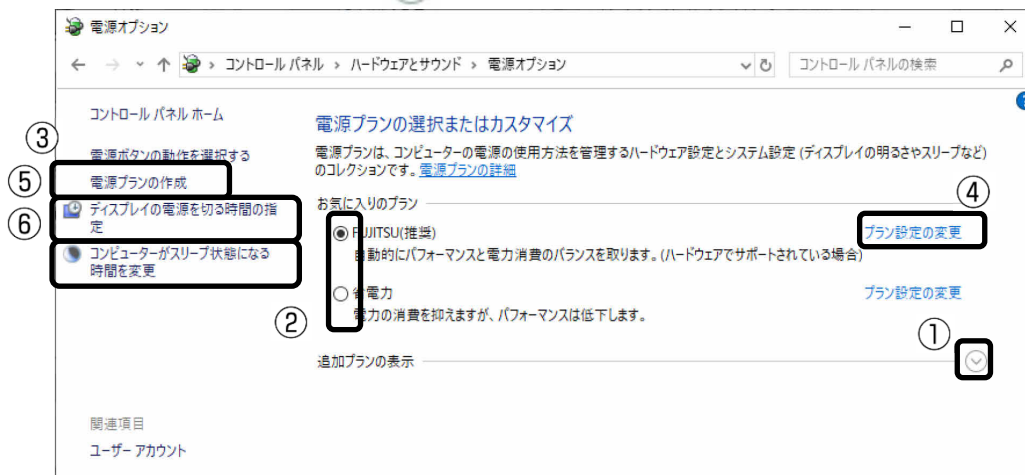 電源オプション
コントロール パネル › ハードウェアとサウンド › 電源オプション
コントロール パネルの検索
コントロール パネル ホーム
③
電源ボタンの動作を選択する
⑤
電源プランの作成
⑥
ディスプレイの電源を切る時間の指
定
コンピューターがスリープ状態になる
時間を変更
関連項目
ユーザー アカウント
電源プランの選択またはカスタマイズ
電源プランは、コンピューターの電源の使用方法を管理するハードウェア設定とシステム設定 (ディスプレイの明るさやスリープなど)
のコレクションです。電源プランの詳細
お気に入りのプラン
④
FUJITSU(推奨) プラン設定の変更
自動的にパフォーマンスと電力消費のバランスを取ります。(ハードウェアでサポートされている場合)
省電力 プラン設定の変更
電力の消費を抑えますが、パフォーマンスは低下します。
②
①
追加プランの表示